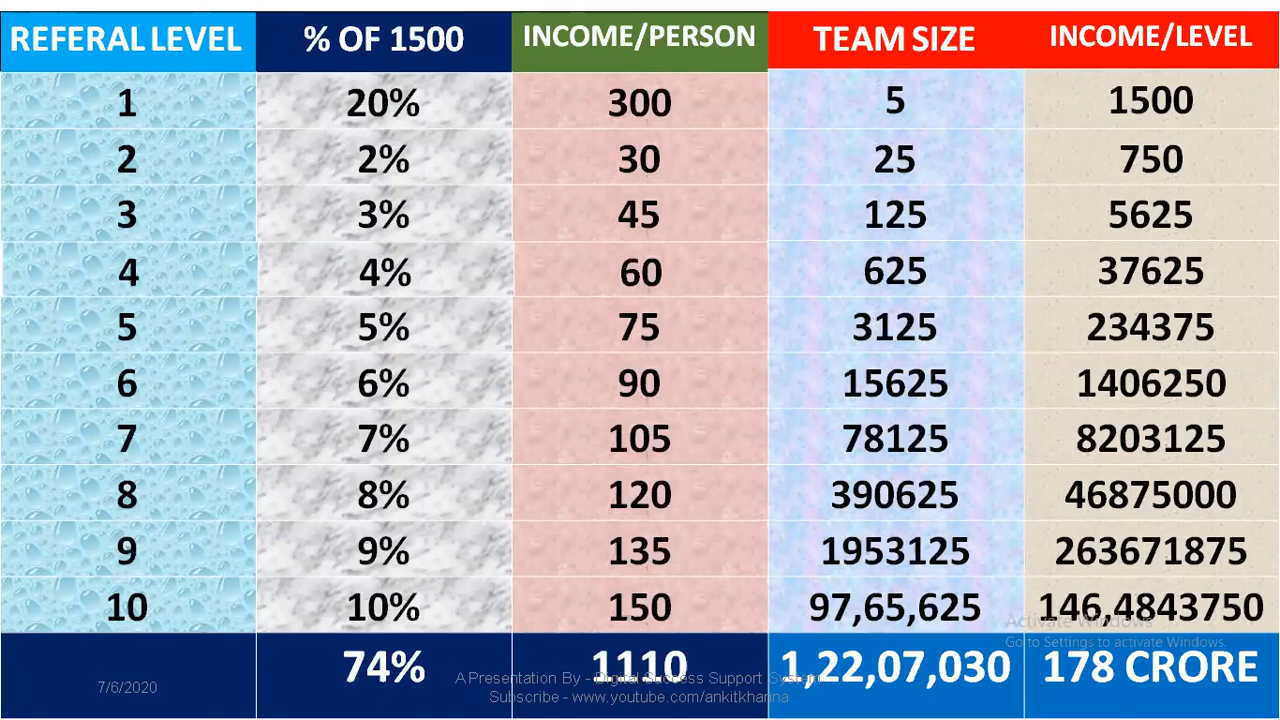 REFERAL LEVEL % OF 1500 INCOME/PERSON TEAM SIZE INCOME/LEVEL
1 20% 300 5 1500
2 2% 30 25 750
3 3% 45 125 5625
4 4% 60 625 37625
5 5% 75 3125 234375
6 6% 90 15625 1406250
7 7% 105 78125 8203125
8 8% 120 390625 46875000
9 9% 135 1953125 263671875
10 10% 150 97,65,625 146,4843750
Activate Windows
Go to Settings to activate Windows.
74% 1110 1,22,07,030 178 CRORE
7/6/2020
A Presentation By - Digital Success Support System
Subscribe - www.youtube.com/ankitkhanna